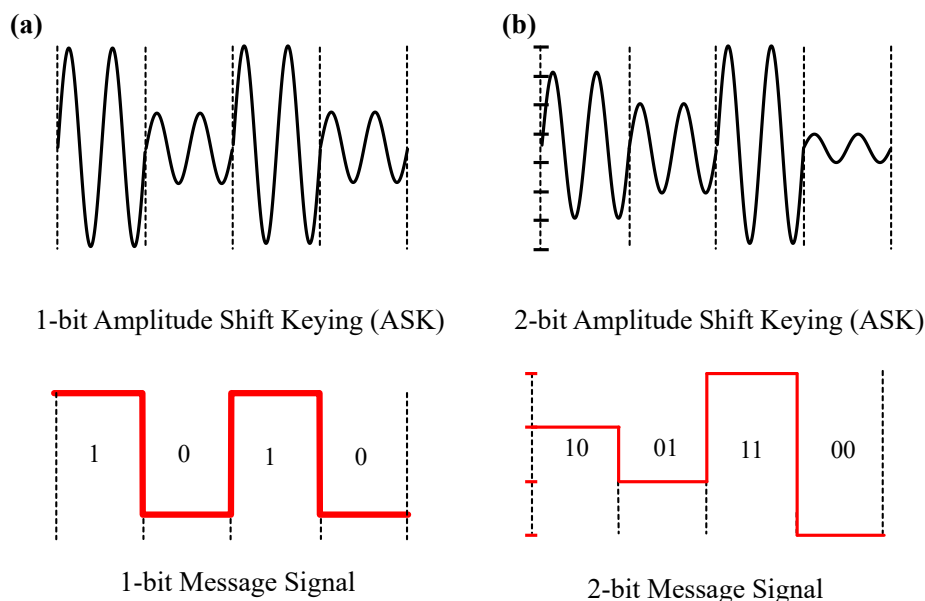 (a)
(b)
1-bit Amplitude Shift Keying (ASK)
2-bit Amplitude Shift Keying (ASK)
1 0 1 0
10 01 11 00
1-bit Message Signal
2-bit Message Signal